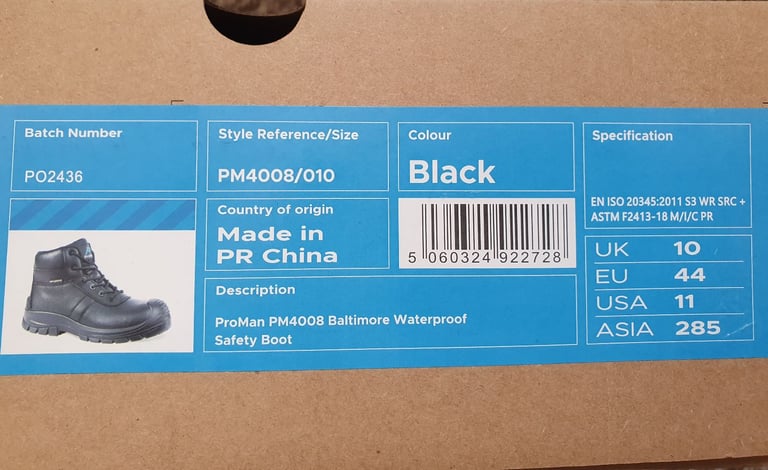 Batch Number
PO2436
Style Reference/Size
PM4008/010
Colour
Black
Specification
EN ISO 20345:2011 S3 WR SRC +
ASTM F2413-18 M/I/C PR
Country of origin
Made in
PR China
5 060324 922728
Description
ProMan PM4008 Baltimore Waterproof
Safety Boot
UK 10
EU 44
USA 11
ASIA 285